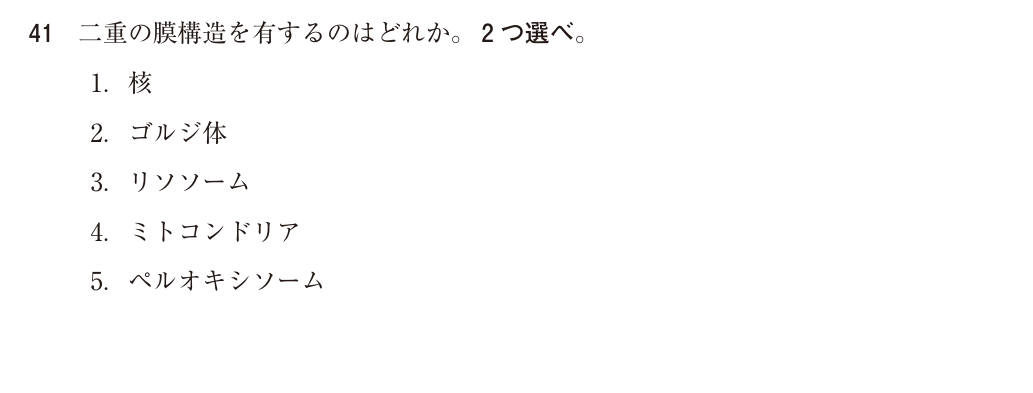 41 二重の膜構造を有するのはどれか。2つ選べ。
1. 核
2. ゴルジ体
3. リソソーム
4. ミトコンドリア
5. ペルオキシソーム